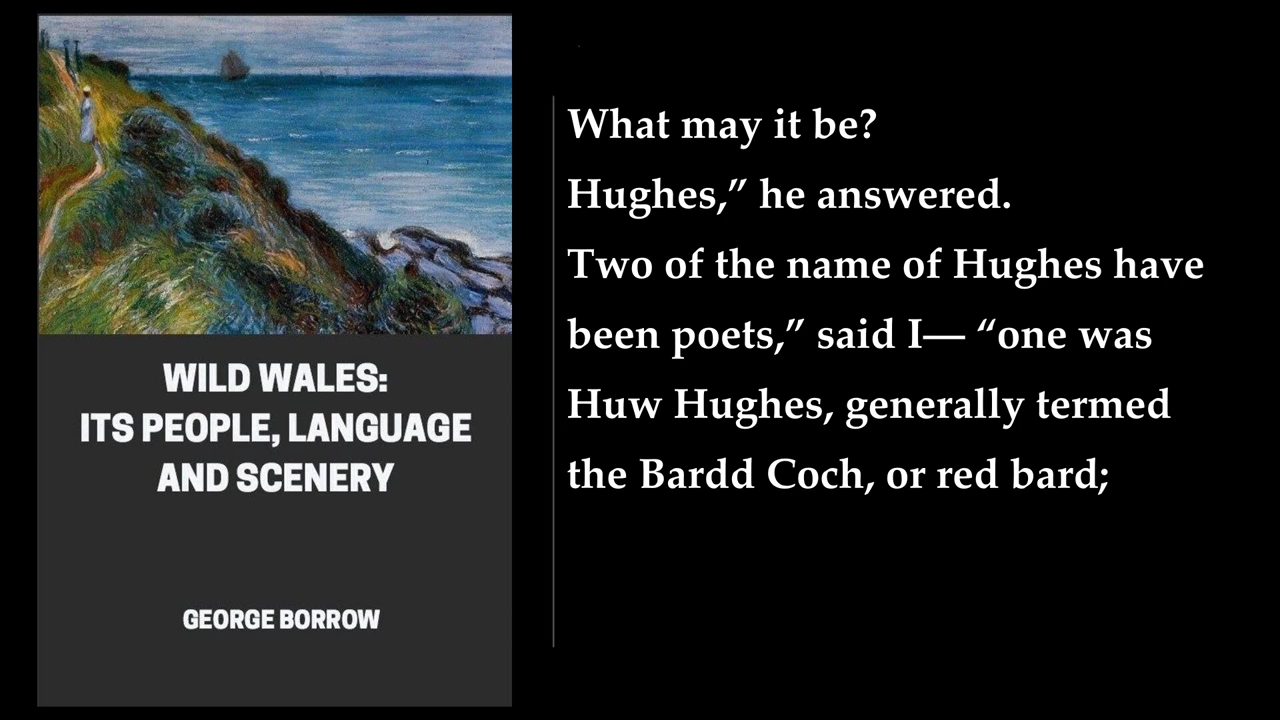 WILD WALES:
ITS PEOPLE, LANGUAGE
AND SCENERY
GEORGE BORROW
What may it be?
Hughes,” he answered.
Two of the name of Hughes have
been poets,” said I— “one was
Huw Hughes, generally termed
the Bardd Coch, or red bard;